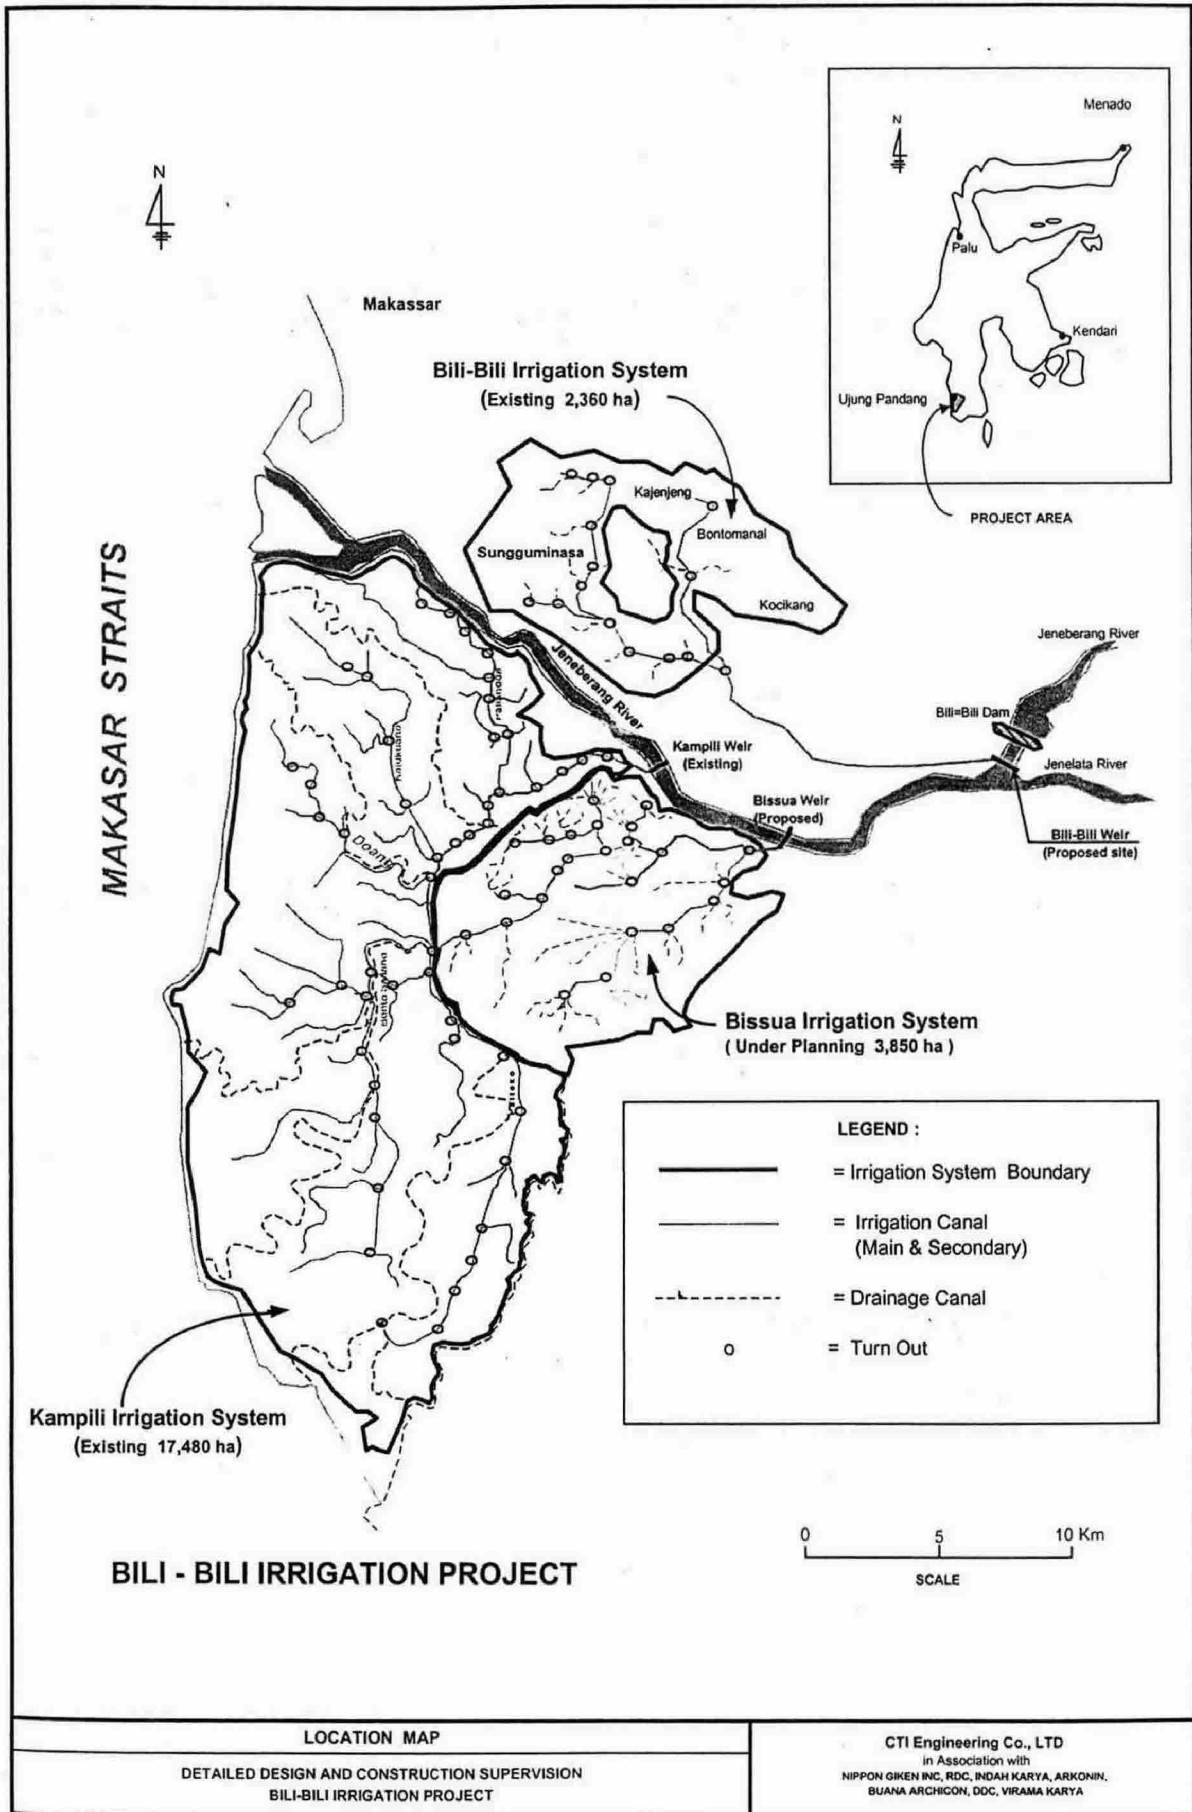 Menado
N
Palu
Kendari
Ujung Pandang
PROJECT AREA
N
Makassar
Bili-Bili Irrigation System
(Existing 2,360 ha)
Kajenjeng
Bontomanai
Sungguminasa
Kocikang
MAKASAR STRAITS
Jeneberang River
Jeneberang River
Bili=Bili Dam
Jenelata River
Kampili Weir
(Existing)
Bissua Weir
(Proposed)
Bili-Bili Weir
(Proposed site)
Bissua Irrigation System
( Under Planning 3,850 ha )
LEGEND :
= Irrigation System Boundary
= Irrigation Canal
(Main & Secondary)
= Drainage Canal
= Turn Out
Kampili Irrigation System
(Existing 17,480 ha)
0 5 10 Km
SCALE
BILI - BILI IRRIGATION PROJECT
LOCATION MAP
DETAILED DESIGN AND CONSTRUCTION SUPERVISION
BILI-BILI IRRIGATION PROJECT
CTI Engineering Co., LTD
in Association with
NIPPON GIKEN INC, RDC, INDAH KARYA, ARKONIN,
BUANA ARCHICON, DDC, VIRAMA KARYA